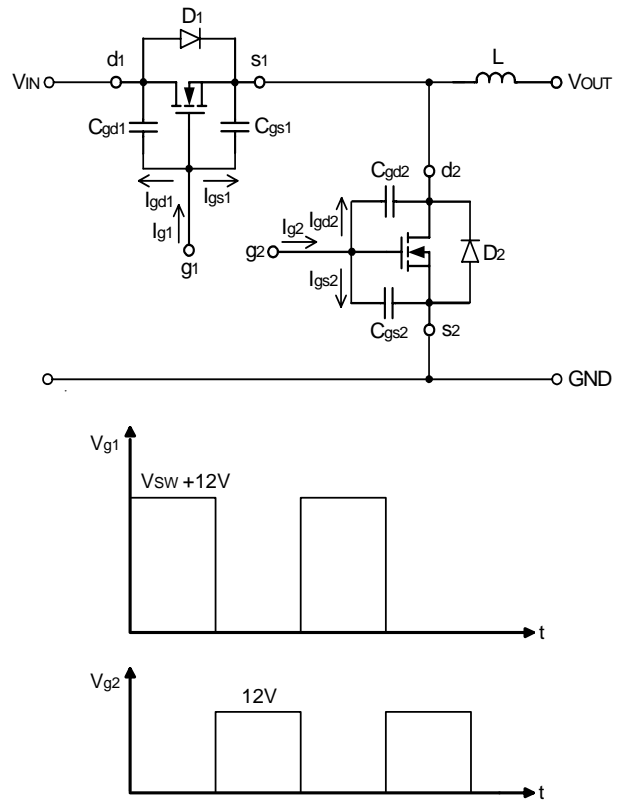 D1
d1
s1
L
VIN
VOUT
Cgd1
Cgs1
Cgd2
d2
Igd1
Igs1
Ig1
g1
Ig2
Igd2
g2
D2
Igs2
Cgs2
s2
GND
Vg1
VSW +12V
t
Vg2
12V
t